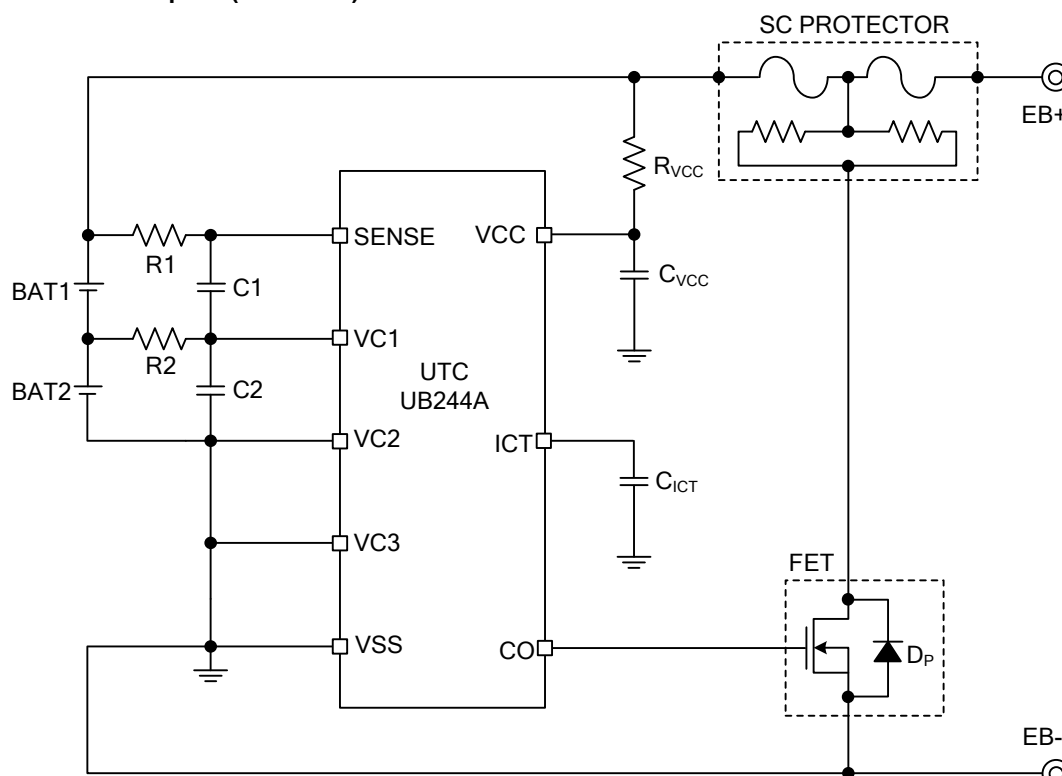 SC PROTECTOR
EB+
RVCC
SENSE
VCC
R1
BAT1
C1
CVCC
VC1
R2
UTC
UB244A
BAT2
C2
VC2
ICT
CICT
VC3
FET
VSS
CO
DP
EB-